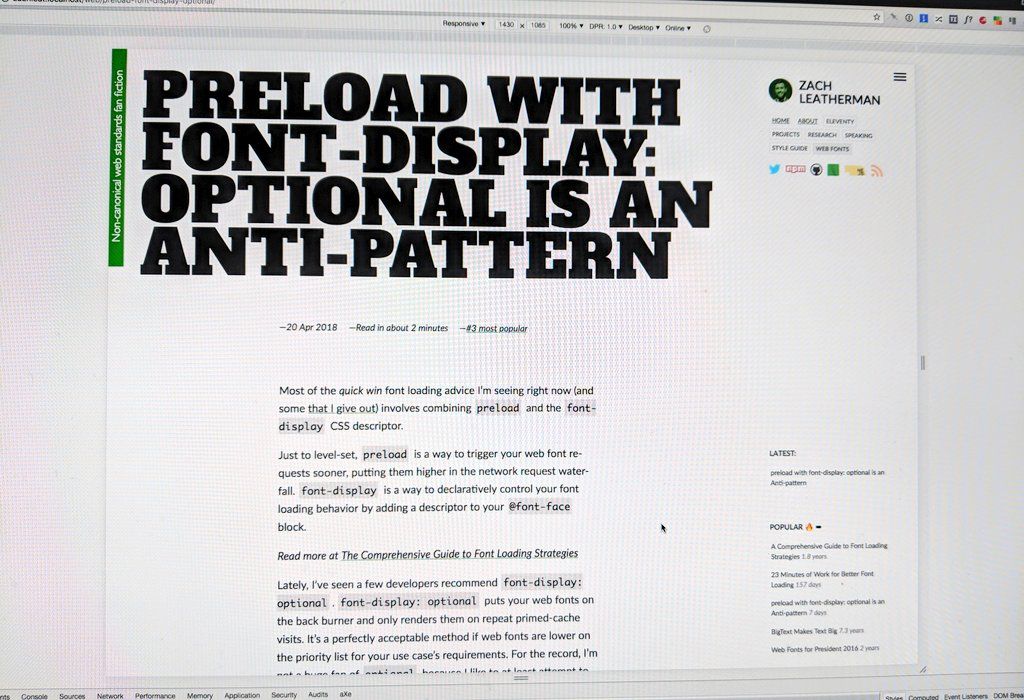 Responsive ▾ 1430 x 1065 100% ▾ DPR: 1.0 ▾ Desktop ▾ Online ▾
Non-canonical web standards fan fiction
PRELOAD WITH
FONT-DISPLAY:
OPTIONAL IS AN
ANTI-PATTERN
ZACH
LEATHERMAN
HOME ABOUT ELEVENTY
PROJECTS RESEARCH SPEAKING
STYLE GUIDE WEB FONTS
npm
—20 Apr 2018 —Read in about 2 minutes —#3 most popular
Most of the quick win font loading advice I'm seeing right now (and
some that I give out) involves combining preload and the font-
display CSS descriptor.
Just to level-set, preload is a way to trigger your web font re-
quests sooner, putting them higher in the network request water-
fall. font-display is a way to declaratively control your font
loading behavior by adding a descriptor to your @font-face
block.
Read more at The Comprehensive Guide to Font Loading Strategies
Lately, I've seen a few developers recommend font-display:
optional. font-display: optional puts your web fonts on
the back burner and only renders them on repeat primed-cache
visits. It's a perfectly acceptable method if web fonts are lower on
the priority list for your use case's requirements. For the record, I'm
LATEST:
preload with font-display: optional is an
Anti-pattern
POPULAR 🔥
A Comprehensive Guide to Font Loading
Strategies 1.8 years
23 Minutes of Work for Better Font
Loading 157 days
preload with font-display: optional is an
Anti-pattern 7 days
BigText Makes Text Big 7.3 years
Web Fonts for President 2016 2 years
Console Sources Network Performance Memory Application Security Audits aXe
Styles Computed Event Listeners DOM